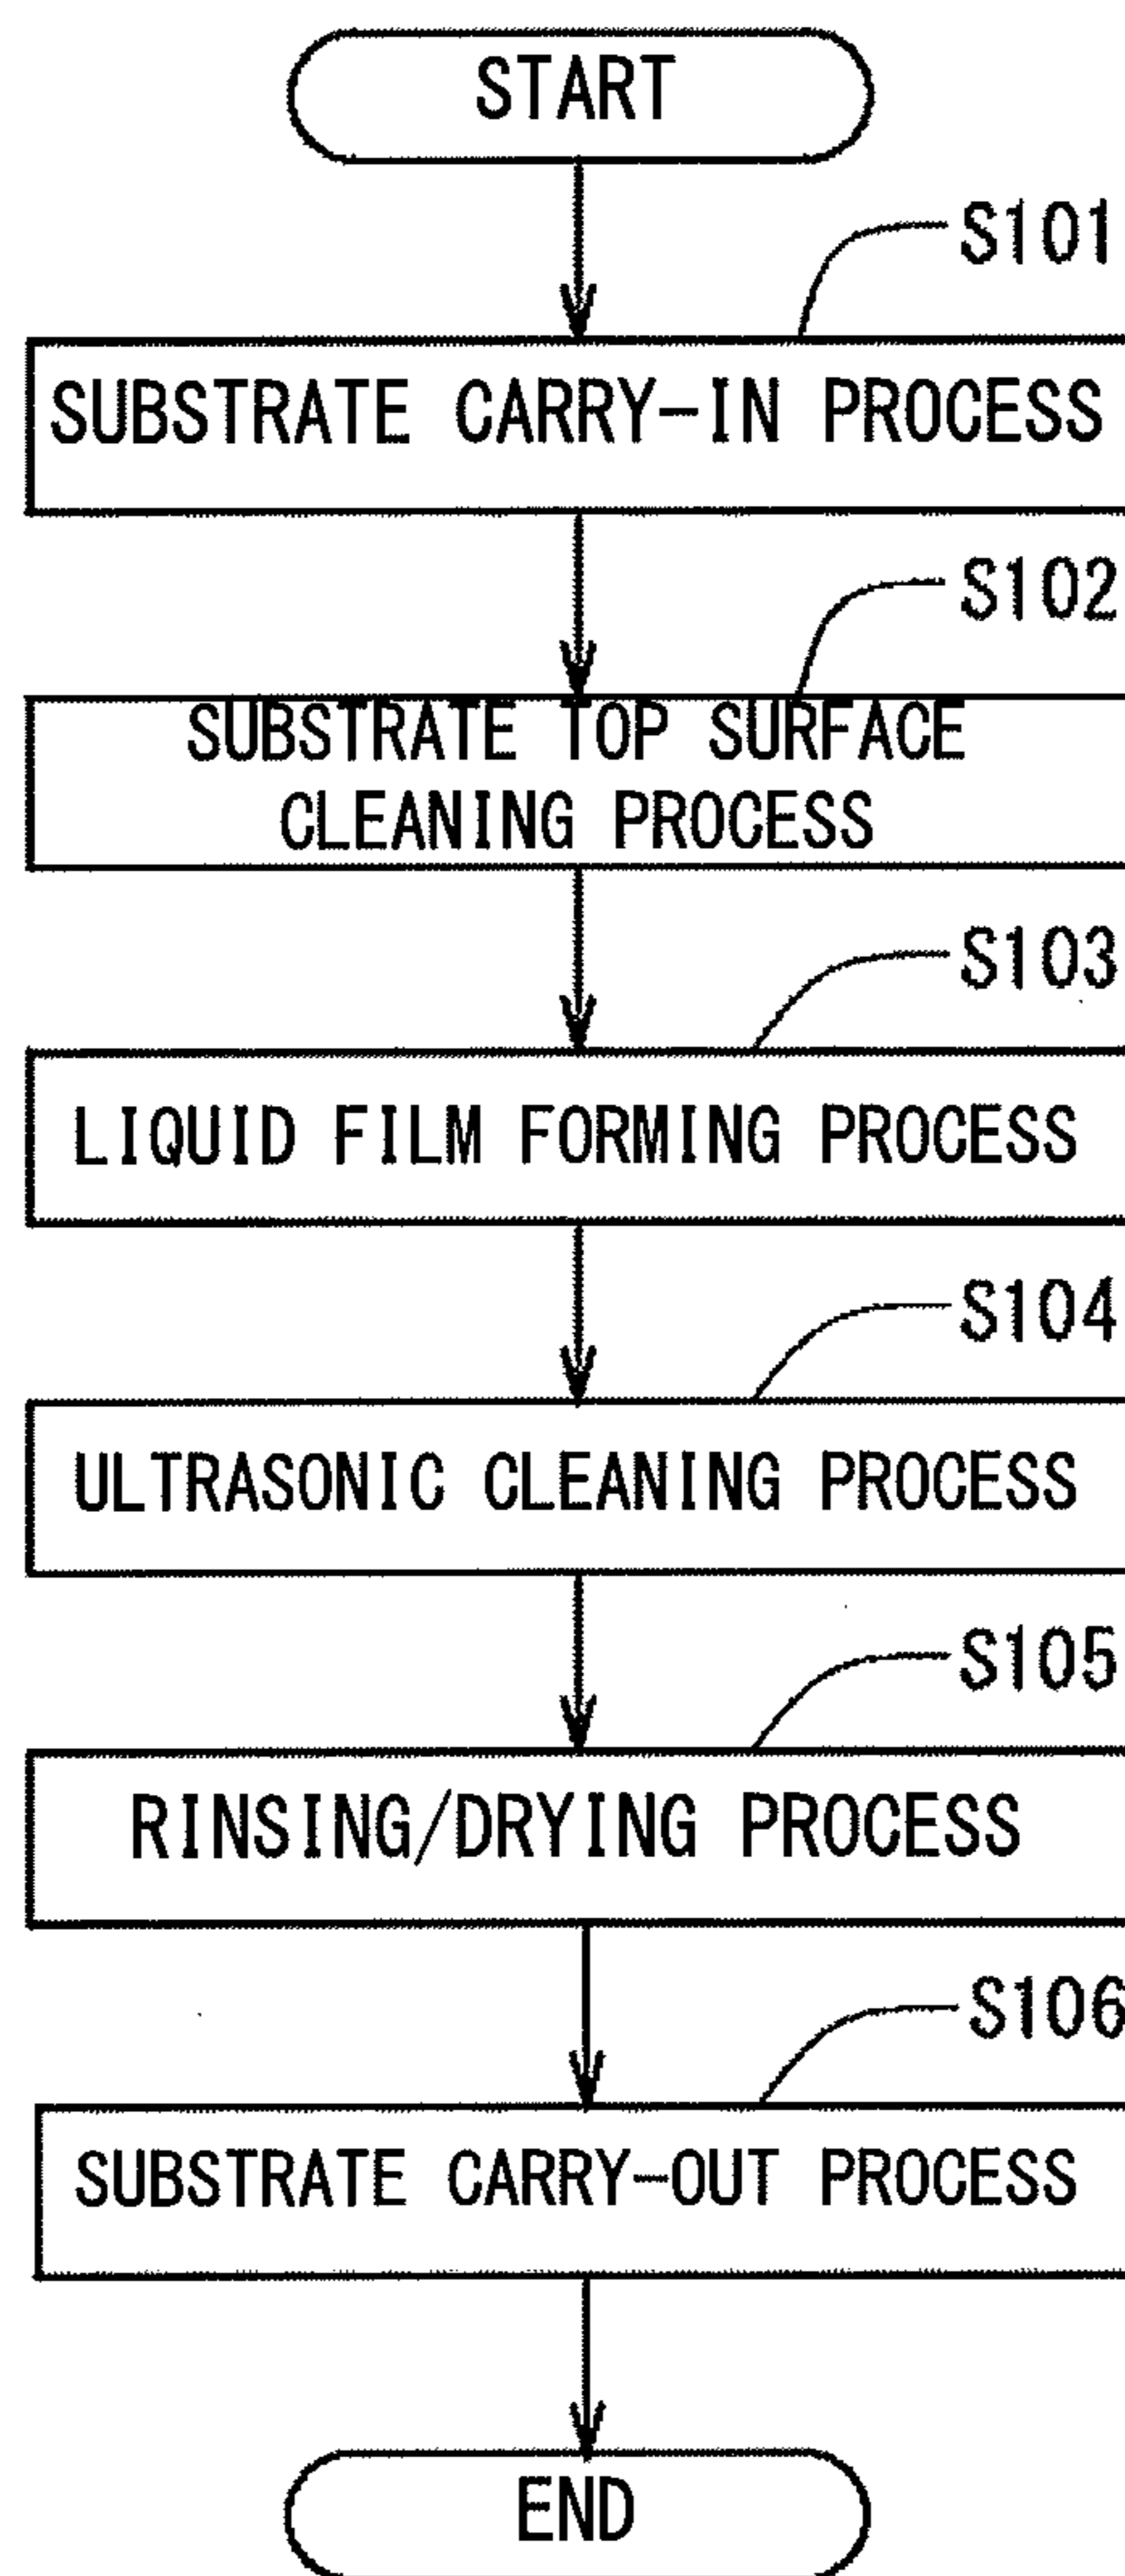 START
S101
SUBSTRATE CARRY-IN PROCESS
S102
SUBSTRATE TOP SURFACE
CLEANING PROCESS
S103
LIQUID FILM FORMING PROCESS
S104
ULTRASONIC CLEANING PROCESS
S105
RINSING/DRYING PROCESS
S106
SUBSTRATE CARRY-OUT PROCESS
END